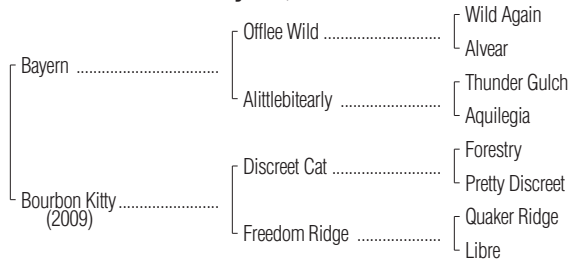 Wild Again
Offlee Wild ........................
Alvear
Bayern ..............................
Thunder Gulch
Alittlebitearly .....................
Aquilegia
Forestry
Discreet Cat ......................
Pretty Discreet
Bourbon Kitty .....................
(2009)
Quaker Ridge
Freedom Ridge .................
Libre